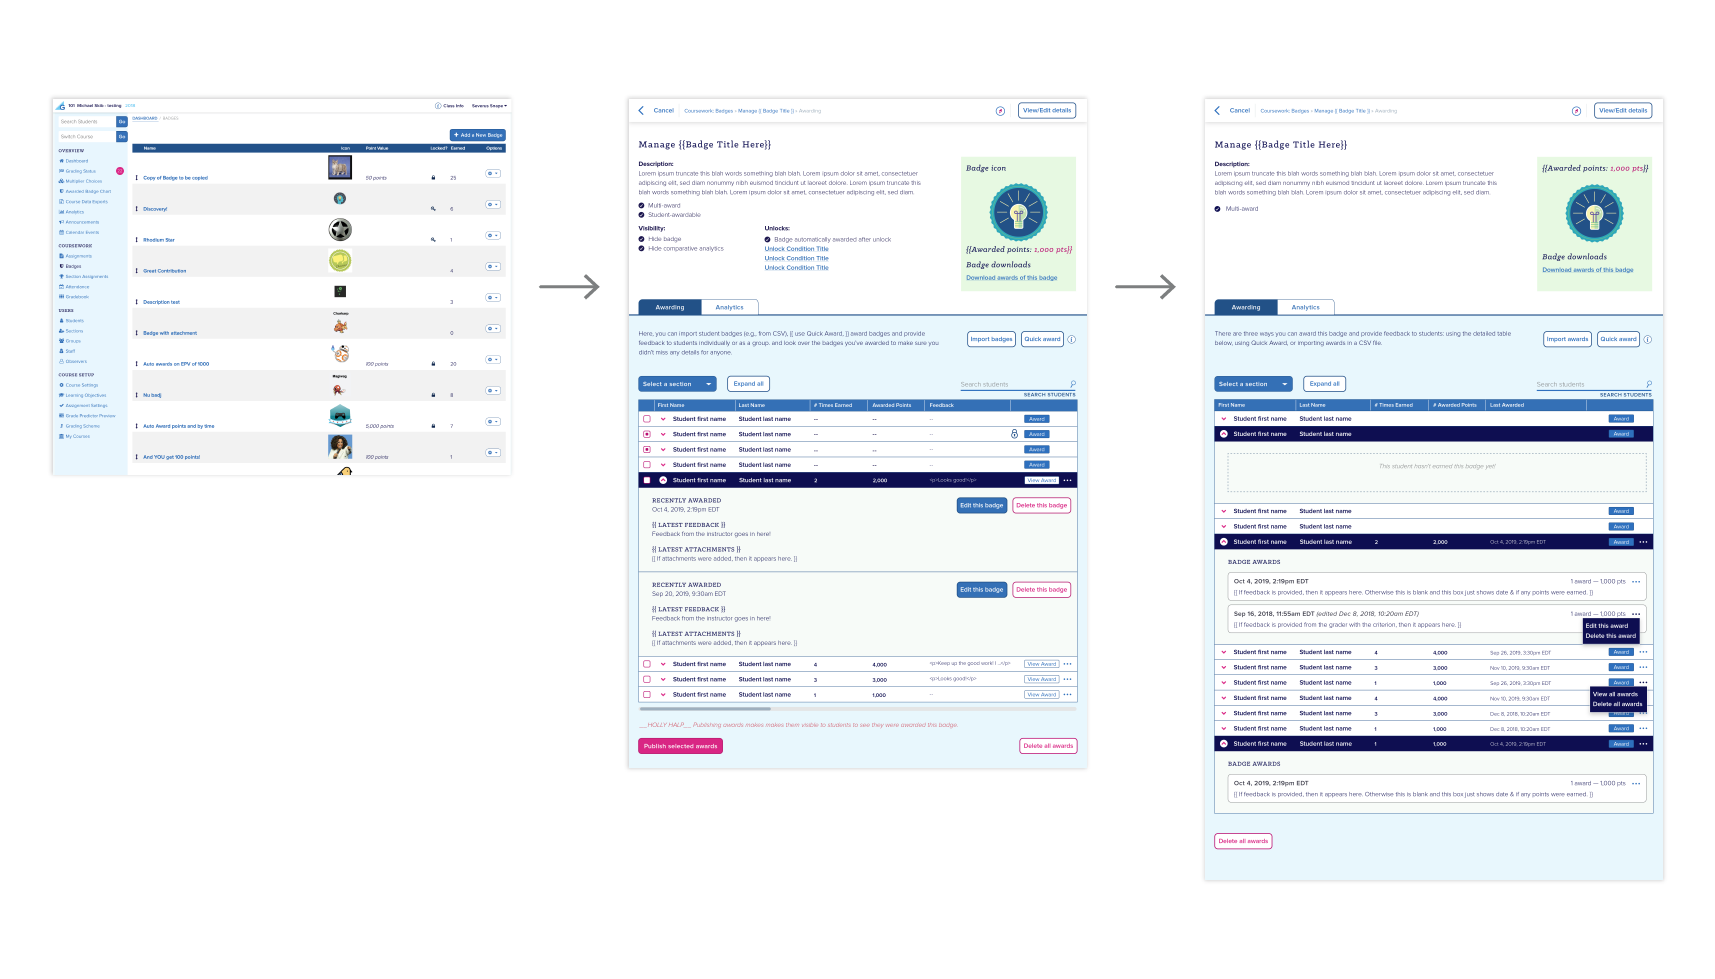 101 Michael Skib - testing
Class Info
Severus Snape
Search Students
Go
Switch Course
Go
DASHBOARD / BADGES
+ Add a New Badge
OVERVIEW
Dashboard
Grading Status
Multiplier Choices
Awarded Badge Chart
Course Data Exports
Analytics
Announcements
Calendar Events
COURSEWORK
Assignments
Badges
Section Assignments
Attendance
Gradebook
USERS
Students
Sections
Groups
Staff
Observers
COURSE SETUP
Course Settings
Learning Objectives
Assignment Settings
Grade Predictor Preview
Grading Scheme
My Courses
Name Icon Point Value Locked? Earned Options
Copy of Badge to be copied 50 points 25
Discovery! 6
Rhodium Star 1
Great Contribution 4
Description test 3
Badge with attachment 0
Auto awards on EPV of 1000 100 points 20
Nu badj 8
Auto Award points and by time 5,000 points 7
And YOU get 100 points! 100 points 1
Cancel
Coursework: Badges › Manage {{ Badge Title }} › Awarding
View/Edit details
Manage {{Badge Title Here}}
Description:
Lorem ipsum truncate this blah words something blah blah. Lorem ipsum dolor sit amet, consectetuer
adipiscing elit, sed diam nonummy nibh euismod tincidunt ut laoreet dolore. Lorem ipsum truncate this
blah words something blah blah. Lorem ipsum dolor sit amet, consectetuer adipiscing elit, sed diam.
Multi-award
Student-awardable
Visibility:
Hide badge
Hide comparative analytics
Unlocks:
Badge automatically awarded after unlock
Unlock Condition Title
Unlock Condition Title
Unlock Condition Title
Badge icon
{{Awarded points: 1,000 pts}}
Badge downloads
Download awards of this badge
Awarding
Analytics
Here, you can import student badges (e.g., from CSV), {{ use Quick Award, }} award badges and provide
feedback to students individually or as a group, and look over the badges you've awarded to make sure you
didn't miss any details for anyone.
Import badges
Quick award
Select a section
Expand all
Search students
SEARCH STUDENTS
First Name Last Name # Times Earned Awarded Points Feedback
Student first name Student last name -- -- -- Award
Student first name Student last name -- -- -- Award
Student first name Student last name -- -- -- Award
Student first name Student last name -- -- -- Award
Student first name Student last name 2 2,000 <p>Looks good!</p> View Award
RECENTLY AWARDED
Oct 4, 2019, 2:19pm EDT
Edit this badge
Delete this badge
{{ LATEST FEEDBACK }}
Feedback from the instructor goes in here!
{{ LATEST ATTACHMENTS }}
{{ If attachments were added, then it appears here. }}
RECENTLY AWARDED
Sep 20, 2019, 9:30am EDT
Edit this badge
Delete this badge
{{ LATEST FEEDBACK }}
Feedback from the instructor goes in here!
{{ LATEST ATTACHMENTS }}
{{ If attachments were added, then it appears here. }}
Student first name Student last name 4 4,000 <p>Keep up the good work! I ...</p> View Award
Student first name Student last name 3 3,000 <p>Looks good!</p> View Award
Student first name Student last name 1 1,000 -- View Award
__HOLLY HALP__ Publishing awards makes makes them visible to students to see they were awarded this badge.
Publish selected awards
Delete all awards
Cancel
Coursework: Badges › Manage {{ Badge Title }} › Awarding
View/Edit details
Manage {{Badge Title Here}}
Description:
Lorem ipsum truncate this blah words something blah blah. Lorem ipsum dolor sit amet, consectetuer
adipiscing elit, sed diam nonummy nibh euismod tincidunt ut laoreet dolore. Lorem ipsum truncate this
blah words something blah blah. Lorem ipsum dolor sit amet, consectetuer adipiscing elit, sed diam.
Multi-award
{{Awarded points: 1,000 pts}}
Badge downloads
Download awards of this badge
Awarding
Analytics
There are three ways you can award this badge and provide feedback to students: using the detailed table
below, using Quick Award, or importing awards in a CSV file.
Import awards
Quick award
Select a section
Expand all
Search students
SEARCH STUDENTS
First Name Last Name # Times Earned # Awarded Points Last Awarded
Student first name Student last name Award
Student first name Student last name Award
This student hasn't earned this badge yet!
Student first name Student last name Award
Student first name Student last name Award
Student first name Student last name 2 2,000 Oct 4, 2019, 2:19pm EDT Award
BADGE AWARDS
Oct 4, 2019, 2:19pm EDT 1 award — 1,000 pts
{{ If feedback is provided, then it appears here. Otherwise this is blank and this box just shows date & if any points were earned. }}
Sep 16, 2018, 11:55am EDT (edited Dec 8, 2018, 10:20am EDT) 1 award — 1,000 pts
{{ If feedback is provided from the grader with the criterion, then it appears here. }}
Edit this award
Delete this award
Student first name Student last name 4 4,000 Sep 26, 2019, 3:30pm EDT Award
Student first name Student last name 3 3,000 Nov 10, 2019, 9:30am EDT Award
Student first name Student last name 1 1,000 Sep 26, 2019, 3:30pm EDT Award
View all awards
Delete all awards
Student first name Student last name 4 4,000 Nov 10, 2019, 9:30am EDT
Student first name Student last name 3 3,000 Dec 8, 2018, 10:20am EDT Award
Student first name Student last name 1 1,000 Dec 8, 2018, 10:20am EDT Award
Student first name Student last name 1 1,000 Oct 4, 2019, 2:19pm EDT Award
BADGE AWARDS
Oct 4, 2019, 2:19pm EDT 1 award — 1,000 pts
{{ If feedback is provided, then it appears here. Otherwise this is blank and this box just shows date & if any points were earned. }}
Delete all awards